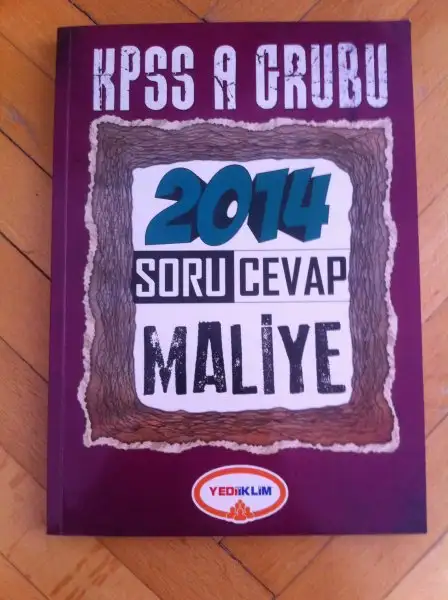 KPSS A GRUBU
2014
SORU CEVAP
MALİYE
YEDİİKLİM